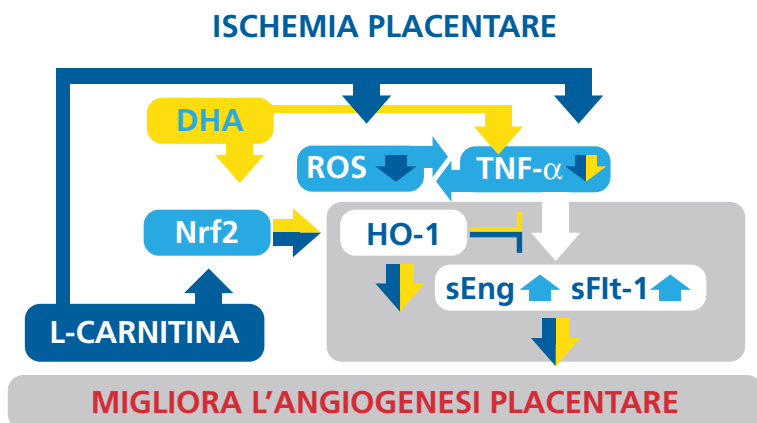 ISCHEMIA PLACENTARE
DHA
ROS
TNF-α
Nrf2
HO-1
sEng
sFlt-1
L-CARNITINA
MIGLIORA L'ANGIOGENESI PLACENTARE